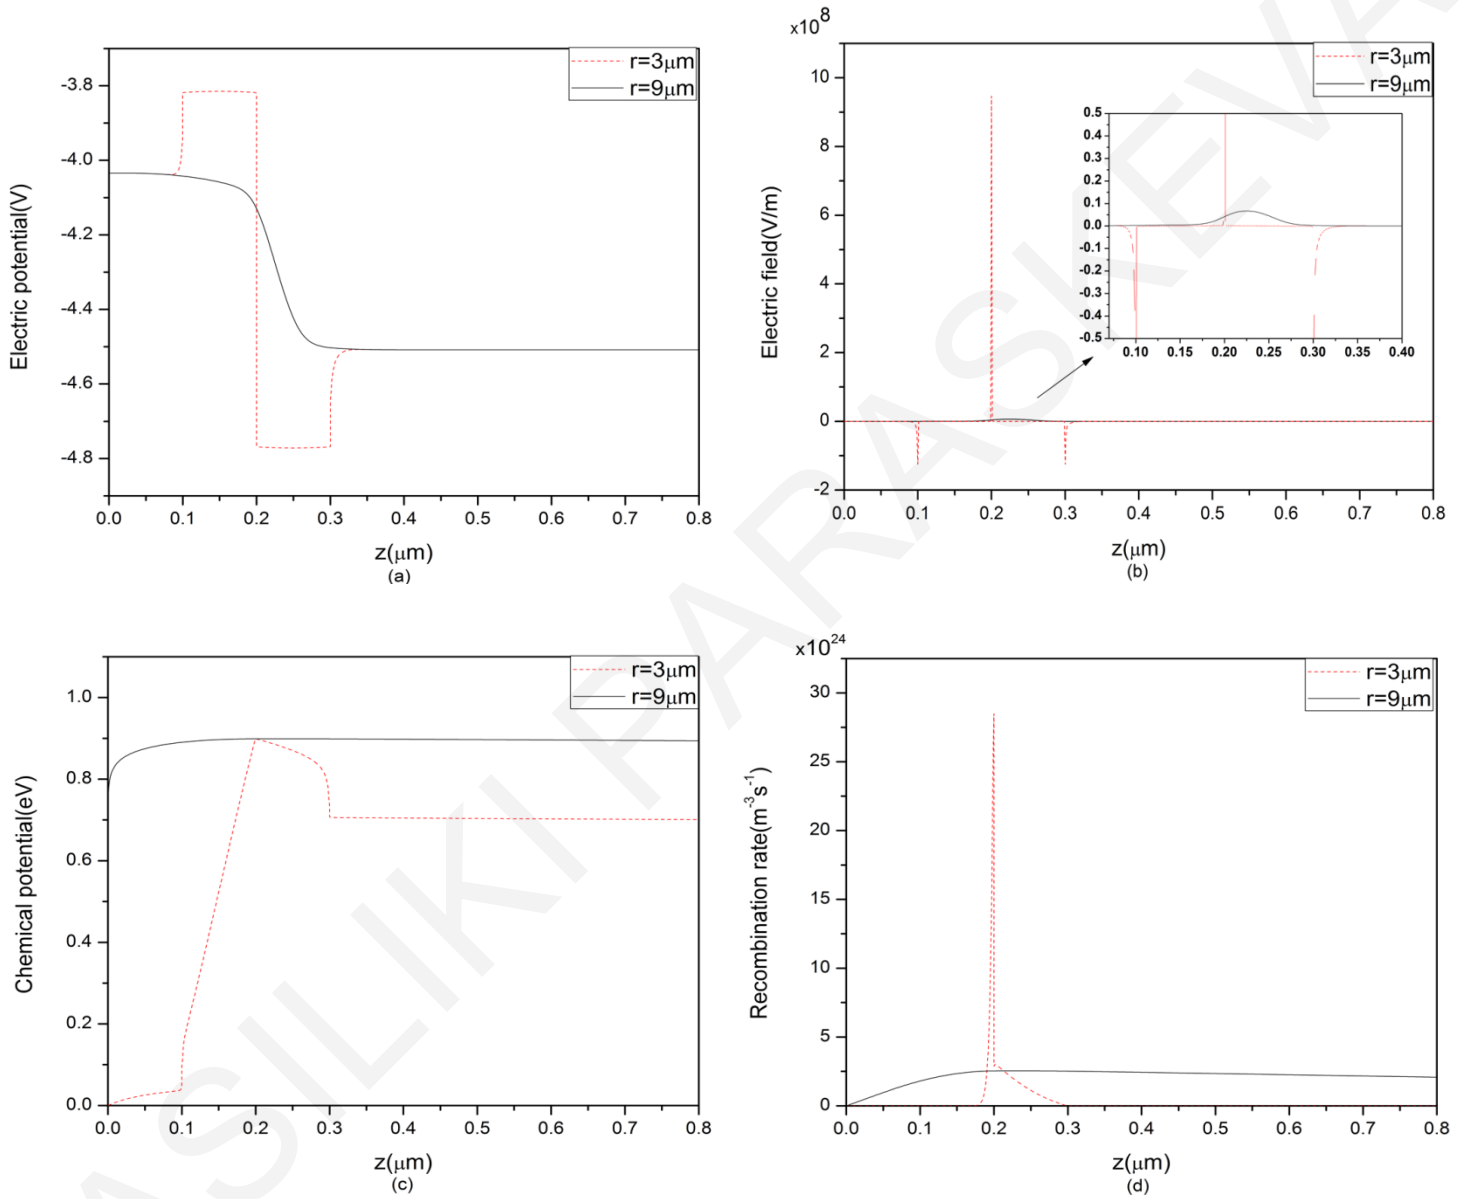 r=3μm
r=9μm
-3.8
-4.0
-4.2
-4.4
-4.6
-4.8
0.0 0.1 0.2 0.3 0.4 0.5 0.6 0.7 0.8
Electric potential(V)
z(μm)
(a)
x10⁸
r=3μm
r=9μm
10
8
6
4
2
0
-2
0.0 0.1 0.2 0.3 0.4 0.5 0.6 0.7 0.8
Electric field(V/m)
0.5
0.4
0.3
0.2
0.1
0.0
-0.1
-0.2
-0.3
-0.4
-0.5
0.10 0.15 0.20 0.25 0.30 0.35 0.40
z(μm)
(b)
r=3μm
r=9μm
1.0
0.8
0.6
0.4
0.2
0.0
0.0 0.1 0.2 0.3 0.4 0.5 0.6 0.7 0.8
Chemical potential(eV)
z(μm)
(c)
x10²⁴
r=3μm
r=9μm
30
25
20
15
10
5
0
0.0 0.1 0.2 0.3 0.4 0.5 0.6 0.7 0.8
Recombination rate(m⁻³s⁻¹)
z(μm)
(d)
ASILIKI PARASKEVA